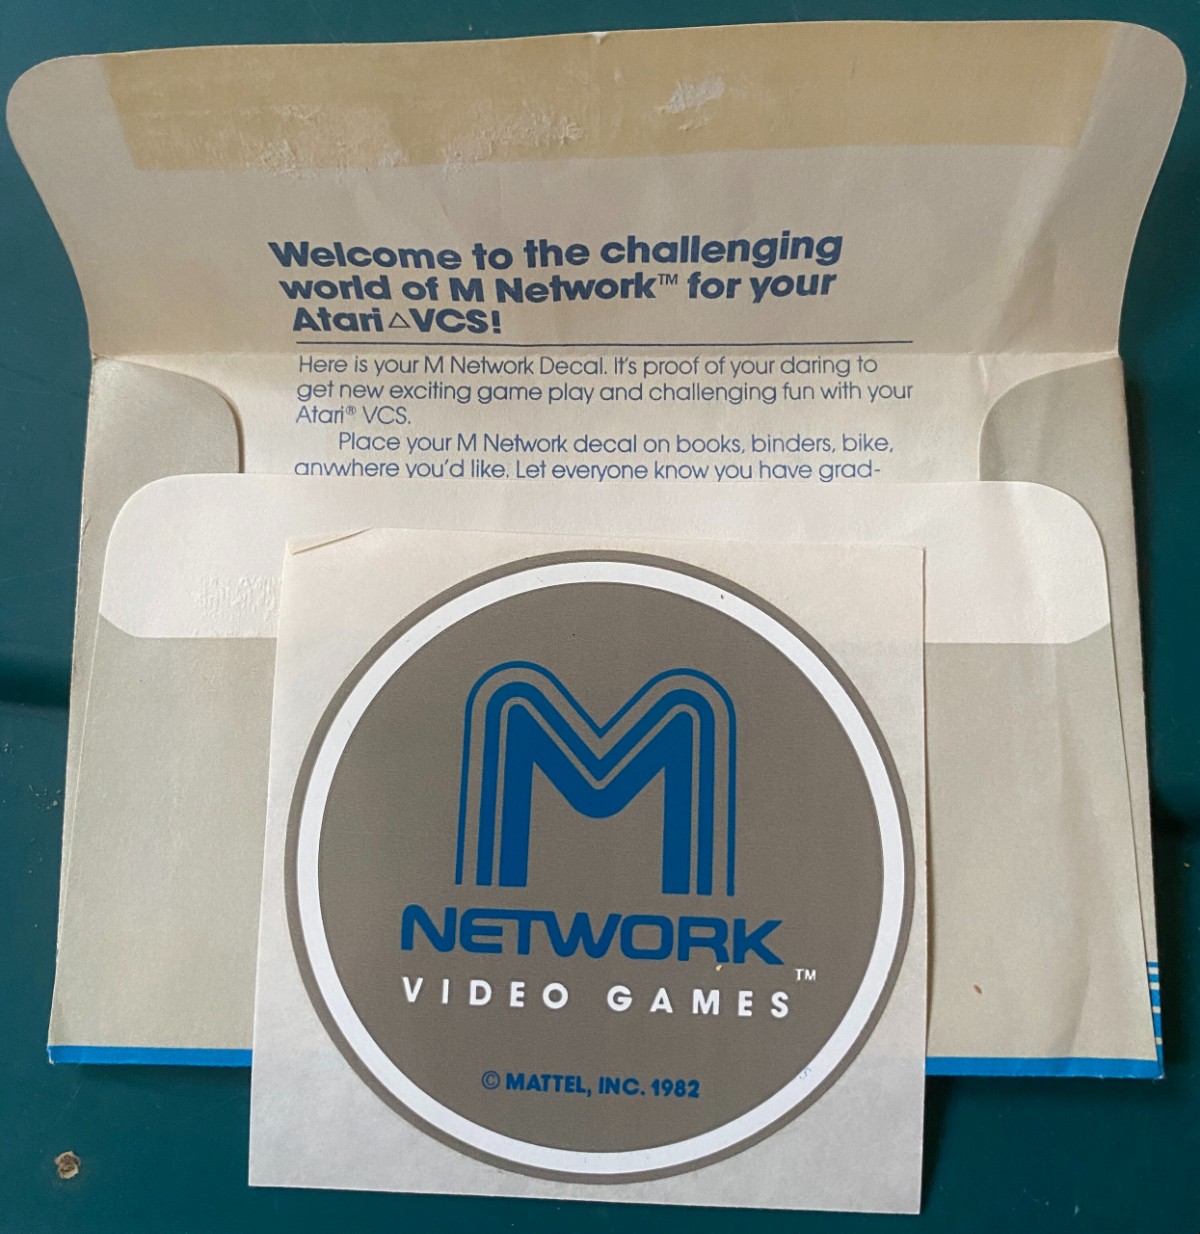 Welcome to the challenging
world of M Network™ for your
Atari △VCS!
Here is your M Network Decal. It's proof of your daring to
get new exciting game play and challenging fun with your
Atari® VCS.
Place your M Network decal on books, binders, bike,
anywhere you'd like. Let everyone know you have grad-
M
NETWORK
VIDEO GAMES™
© MATTEL, INC. 1982